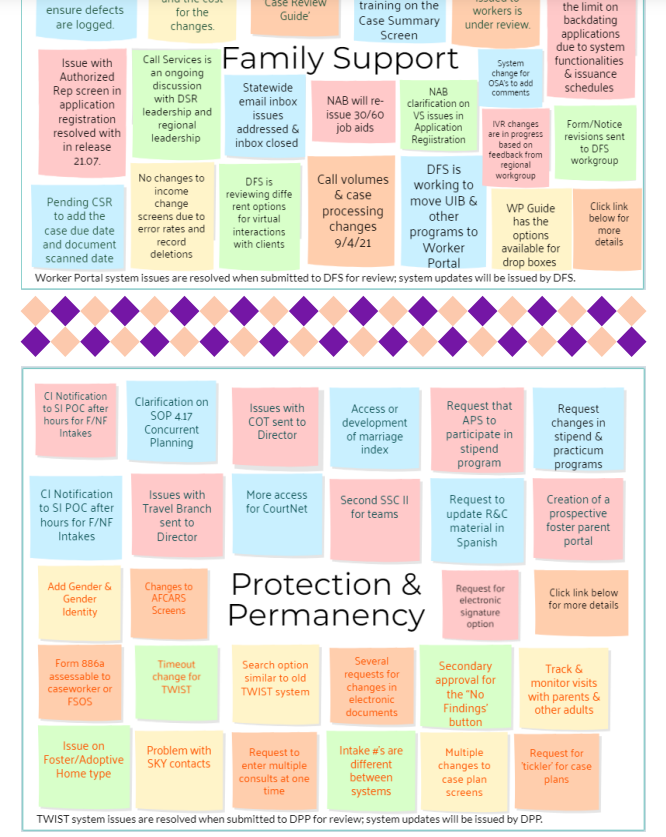 ensure defects
are logged.
and the cost
for the
changes.
Case Review
Guide'
training on the
Case Summary
Screen
issued to
workers is
under review.
the limit on
backdating
applications
due to system
functionalities
& issuance
schedules
Family Support
Issue with
Authorized
Rep screen in
application
registration
resolved with
in release
21.07.
Call Services is
an ongoing
discussion
with DSR
leadership and
regional
leadership
Statewide
email inbox
issues
addressed &
inbox closed
NAB will re-
issue 30/60
job aids
NAB
clarification on
VS issues in
Application
Regiistration
System
change for
OSA's to add
comments
IVR changes
are in progress
based on
feedback from
regional
workgroup
Form/Notice
revisions sent
to DFS
workgroup
Pending CSR
to add the
case due date
and document
scanned date
No changes to
income
change
screens due to
error rates and
record
deletions
DFS is
reviewing diffe
rent options
for virtual
interactions
with clients
Call volumes
& case
processing
changes
9/4/21
DFS is
working to
move UIB &
other
programs to
Worker
Portal
WP Guide
has the
options
available for
drop boxes
Click link
below for
more
details
Worker Portal system issues are resolved when submitted to DFS for review; system updates will be issued by DFS.
CI Notification
to SI POC after
hours for F/NF
Intakes
Clarification on
SOP 4.17
Concurrent
Planning
Issues with
COT sent to
Director
Access or
development
of marriage
index
Request that
APS to
participate in
stipend
program
Request
changes in
stipend &
practicum
programs
CI Notification
to SI POC after
hours for F/NF
Intakes
Issues with
Travel Branch
sent to
Director
More access
for CourtNet
Second SSC II
for teams
Request to
update R&C
material in
Spanish
Creation of a
prospective
foster parent
portal
Add Gender &
Gender
Identity
Changes to
AFCARS
Screens
Protection &
Permanency
Request for
electronic
signature
option
Click link below
for more details
Form 886a
assessable to
caseworker or
FSOS
Timeout
change for
TWIST
Search option
similar to old
TWIST system
Several
requests for
changes in
electronic
documents
Secondary
approval for
the "No
Findings'
button
Track &
monitor visits
with parents &
other adults
Issue on
Foster/Adoptive
Home type
Problem with
SKY contacts
Request to
enter multiple
consults at one
time
Intake #'s are
different
between
systems
Multiple
changes to
case plan
screens
Request for
'tickler' for case
plans
TWIST system issues are resolved when submitted to DPP for review; system updates will be issued by DPP.